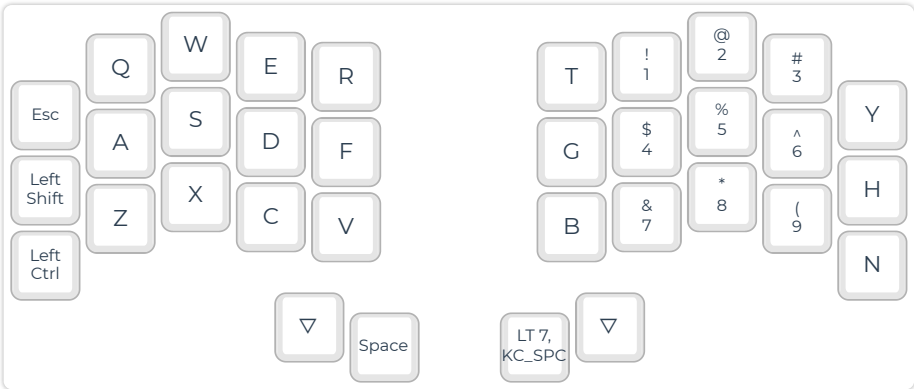 Esc
Q
W
E
R
T
!
1
@
2
#
3
Y
Left
Shift
A
S
D
F
G
$
4
%
5
^
6
H
Left
Ctrl
Z
X
C
V
B
&
7
*
8
(
9
N
▽
Space
LT 7,
KC_SPC
▽